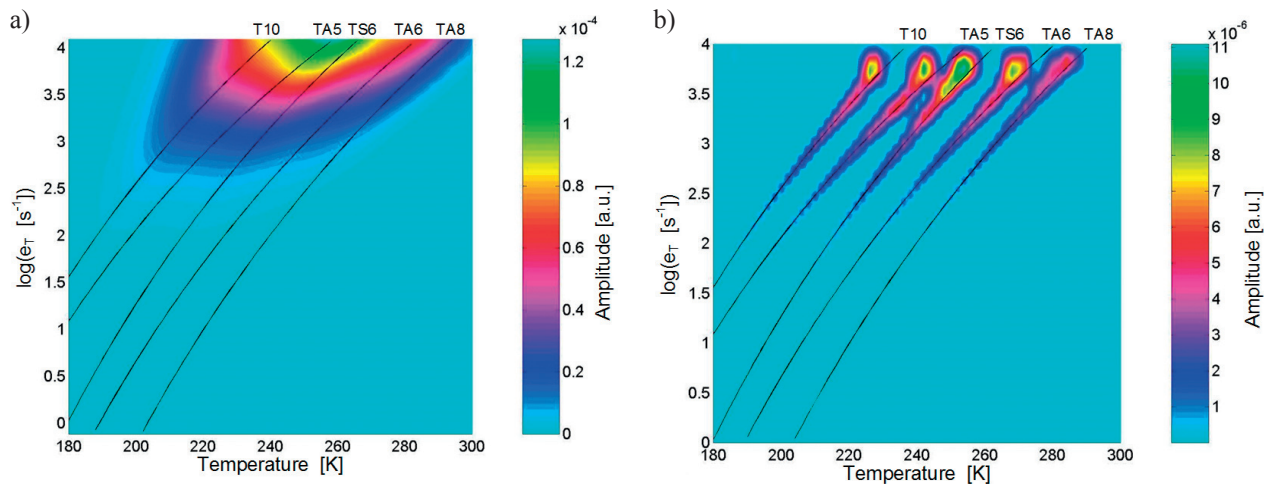 a)
x 10⁻⁴
T10 TA5 TS6 TA6 TA8
4
3.5
3
2.5
2
1.5
1
0.5
0
log(eT [s⁻¹])
180 200 220 240 260 280 300
Temperature [K]
1.2
1
0.8
0.6
0.4
0.2
0
Amplitude [a.u.]
b)
x 10⁻⁶
T10 TA5 TS6 TA6 TA8
4
3.5
3
2.5
2
1.5
1
0.5
0
log(eT [s⁻¹])
180 200 220 240 260 280 300
Temperature [K]
11
10
9
8
7
6
5
4
3
2
1
Amplitude [a.u.]